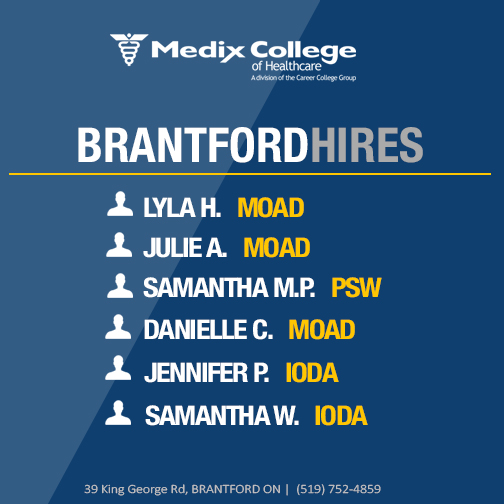 Medix College
of Healthcare
A division of the Career College Group
BRANTFORDHIRES
LYLA H. MOAD
JULIE A. MOAD
SAMANTHA M.P. PSW
DANIELLE C. MOAD
JENNIFER P. IODA
SAMANTHA W. IODA
39 King George Rd, BRANTFORD ON | (519) 752-4859